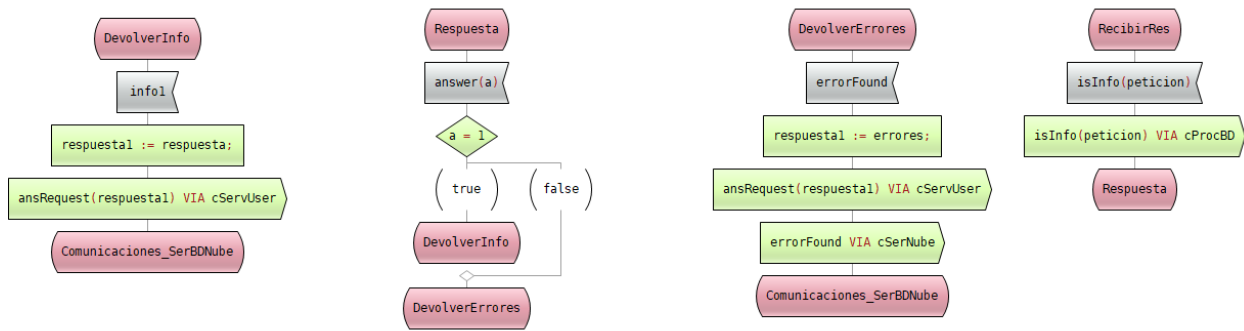 DevolverInfo
info1
respuesta1 := respuesta;
ansRequest(respuesta1) VIA cServUser
Comunicaciones_SerBDNube
Respuesta
answer(a)
a = 1
true
false
DevolverInfo
DevolverErrores
DevolverErrores
errorFound
respuesta1 := errores;
ansRequest(respuesta1) VIA cServUser
errorFound VIA cSerNube
Comunicaciones_SerBDNube
RecibirRes
isInfo(peticion)
isInfo(peticion) VIA cProcBD
Respuesta